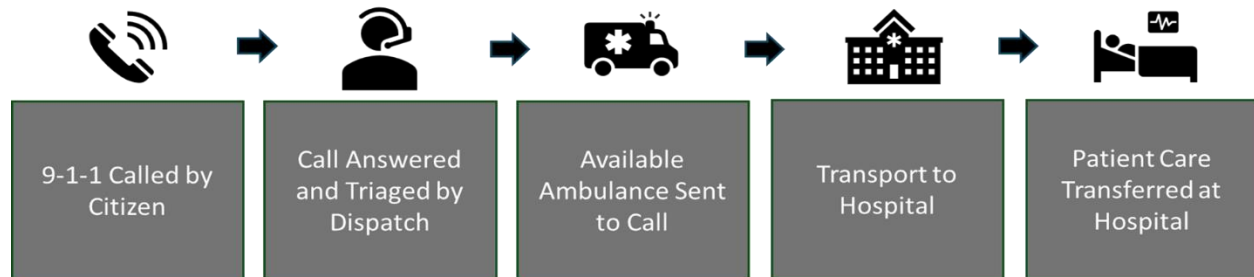 9-1-1 Called by
Citizen
Call Answered
and Triaged by
Dispatch
Available
Ambulance Sent
to Call
Transport to
Hospital
Patient Care
Transferred at
Hospital